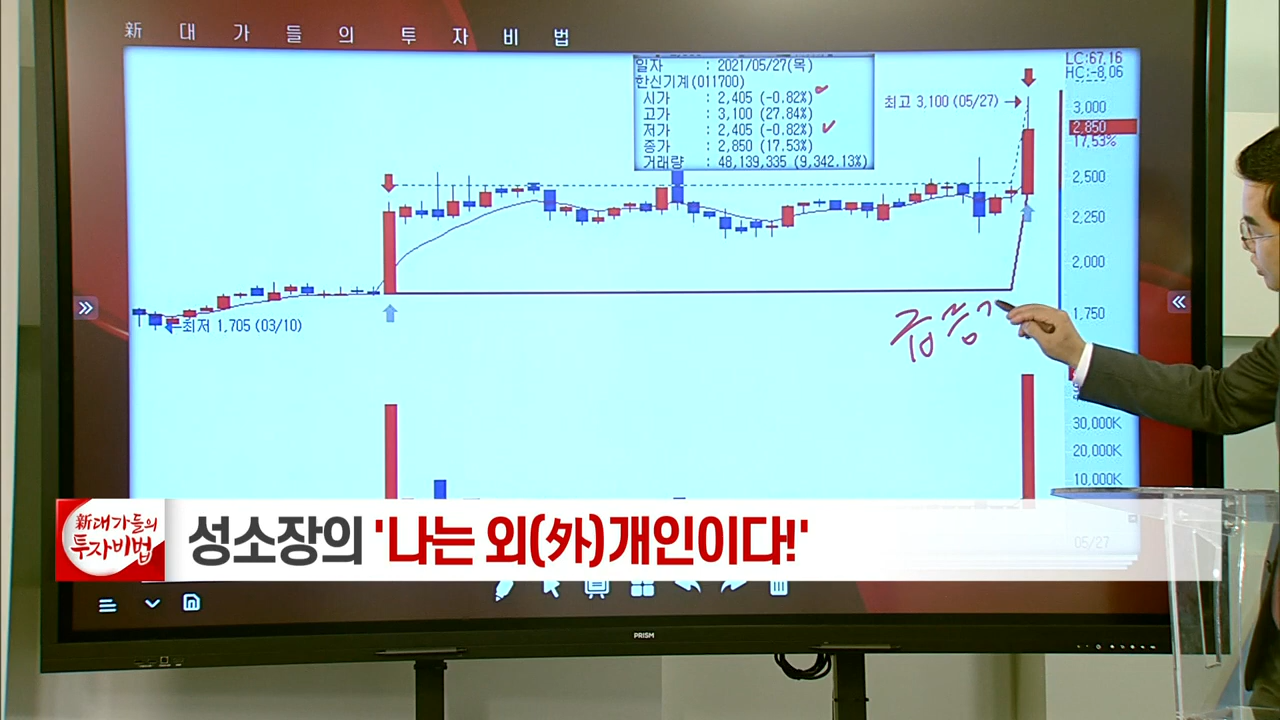 新 대 가 들 의 투 자 비 법
일자 : 2021/05/27(목)
한신기계(011700)
시가 : 2,405 (-0.82%)
고가 : 3,100 (27.84%)
저가 : 2,405 (-0.82%)
종가 : 2,850 (17.53%)
거래량 : 48,139,335 (9,342.13%)
최고 3,100 (05/27)
LC:67.16
HC:-8.06
3,000
2,850
17.53%
2,500
2,250
2,000
1,750
최저 1,705 (03/10)
급등
30,000K
20,000K
10,000K
05/27
新대가들의
투자비법
성소장의 '나는 외(外)개인이다!'
PRISM